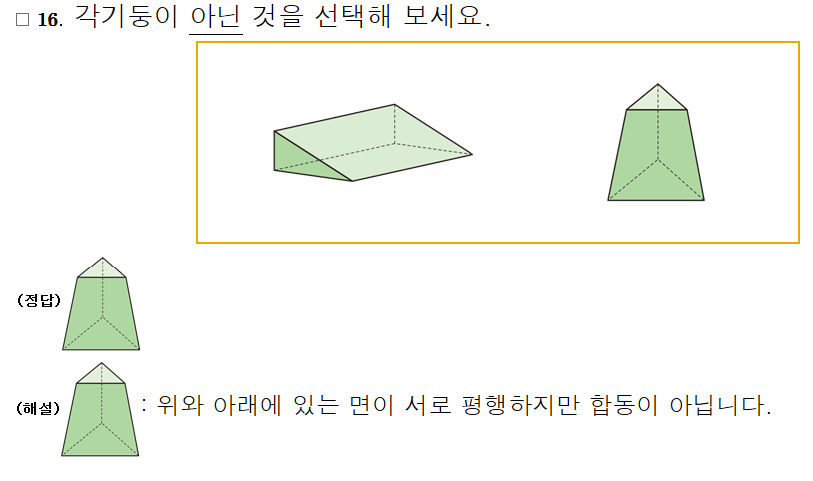 □ 16. 각기둥이 아닌 것을 선택해 보세요.
(정답)
(해설) : 위와 아래에 있는 면이 서로 평행하지만 합동이 아닙니다.